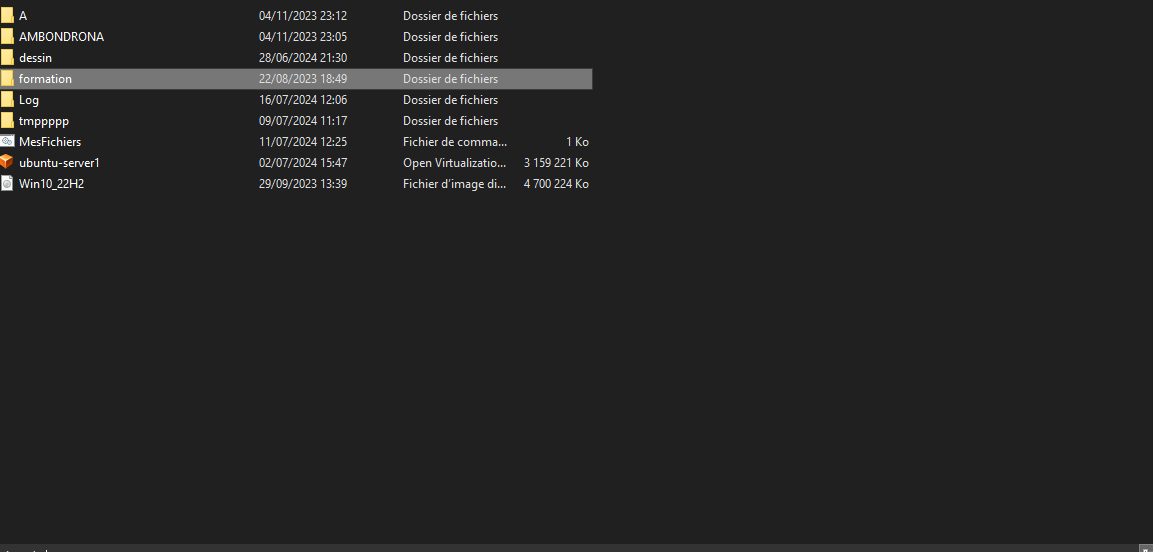 A 04/11/2023 23:12 Dossier de fichiers
AMBONDRONA 04/11/2023 23:05 Dossier de fichiers
dessin 28/06/2024 21:30 Dossier de fichiers
formation 22/08/2023 18:49 Dossier de fichiers
Log 16/07/2024 12:06 Dossier de fichiers
tmppppp 09/07/2024 11:17 Dossier de fichiers
MesFichiers 11/07/2024 12:25 Fichier de comma... 1 Ko
ubuntu-server1 02/07/2024 15:47 Open Virtualizatio... 3 159 221 Ko
Win10_22H2 29/09/2023 13:39 Fichier d'image di... 4 700 224 Ko